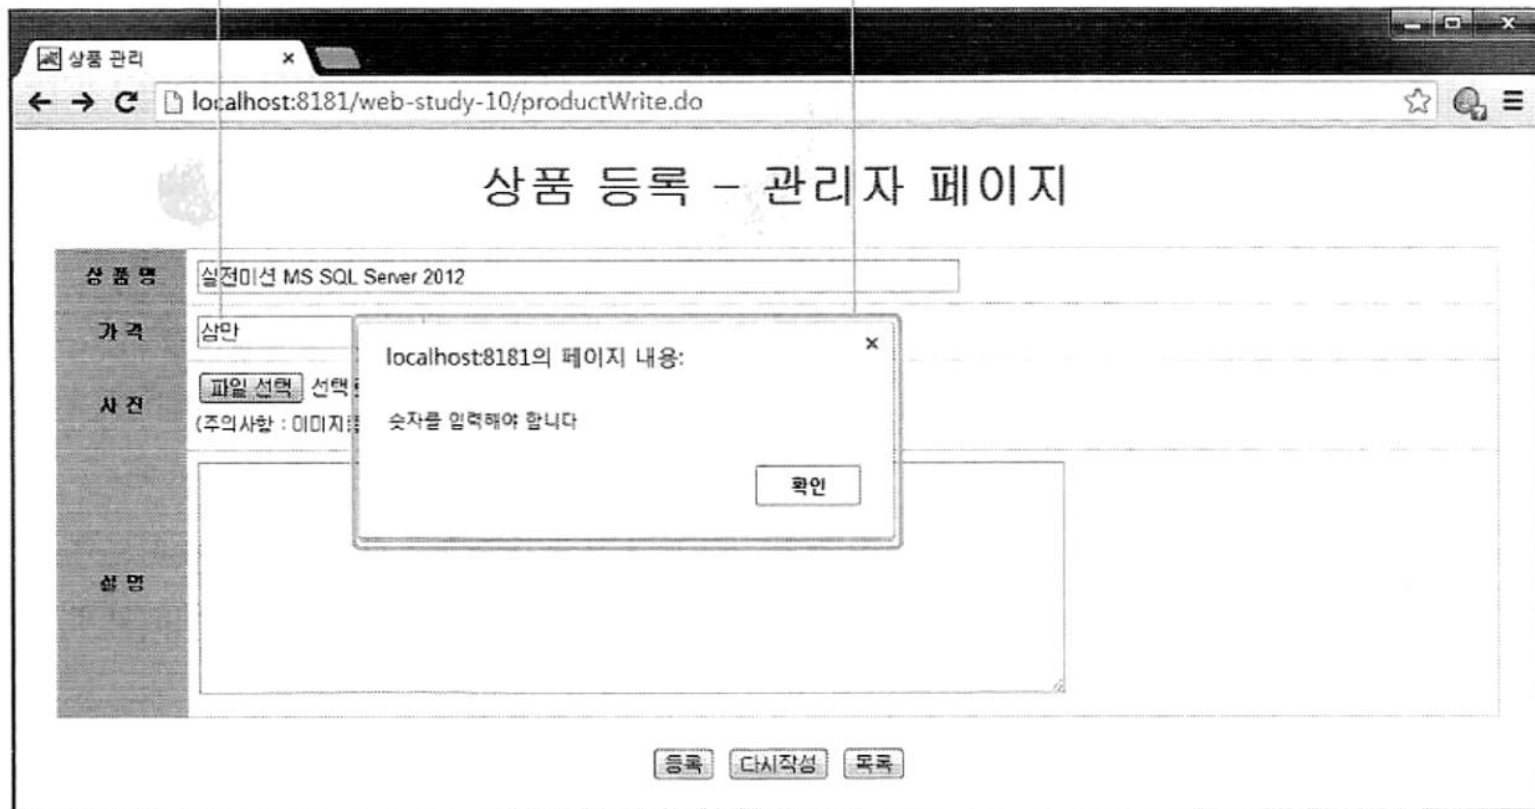 상품 관리
localhost:8181/web-study-10/productWrite.do
상품 등록 – 관리자 페이지
상 품 명
실전미션 MS SQL Server 2012
가 격
삼만
localhost:8181의 페이지 내용:
사 진
파일 선택 선택
(주의사항 : 이미지를
숫자를 입력해야 합니다
확인
설 명
등록 다시작성 목록